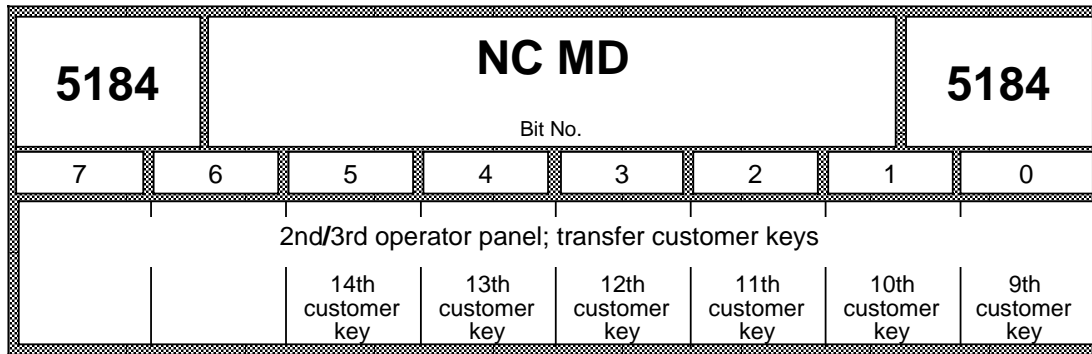 5184 NC MD 5184
Bit No.
7 6 5 4 3 2 1 0
2nd/3rd operator panel; transfer customer keys
14th 13th 12th 11th 10th 9th
customer customer customer customer customer customer
key key key key key key